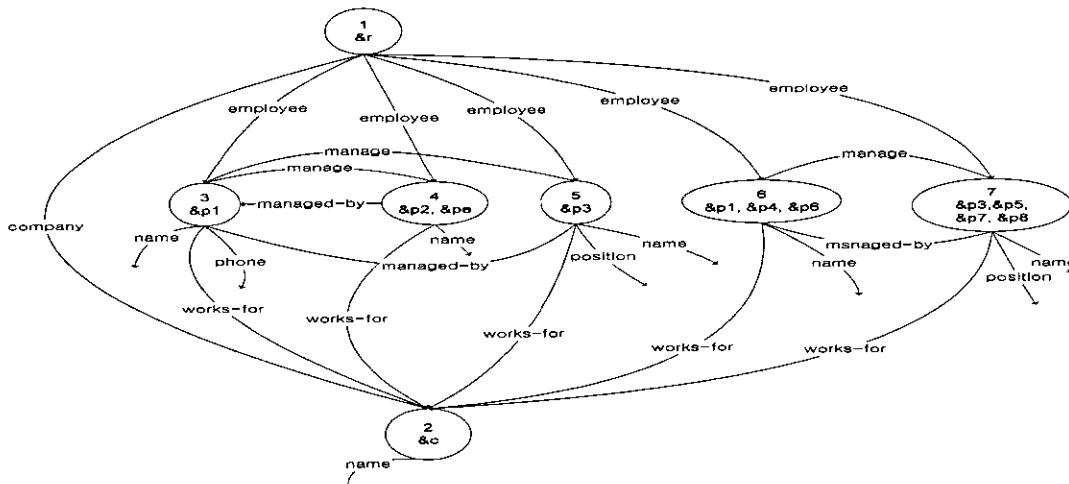 1
&r
employee
employee
employee
employee
employee
manage
manage
manage
3
&p1
managed-by
4
&p2, &pe
5
&p3
6
&p1, &p4, &p6
7
&p3,&p5,
&p7, &p8
company
name
phone
managed-by
name
position
name
msnaged-by
name
position
name
works-for
works-for
works-for
works-for
works-for
2
&c
name